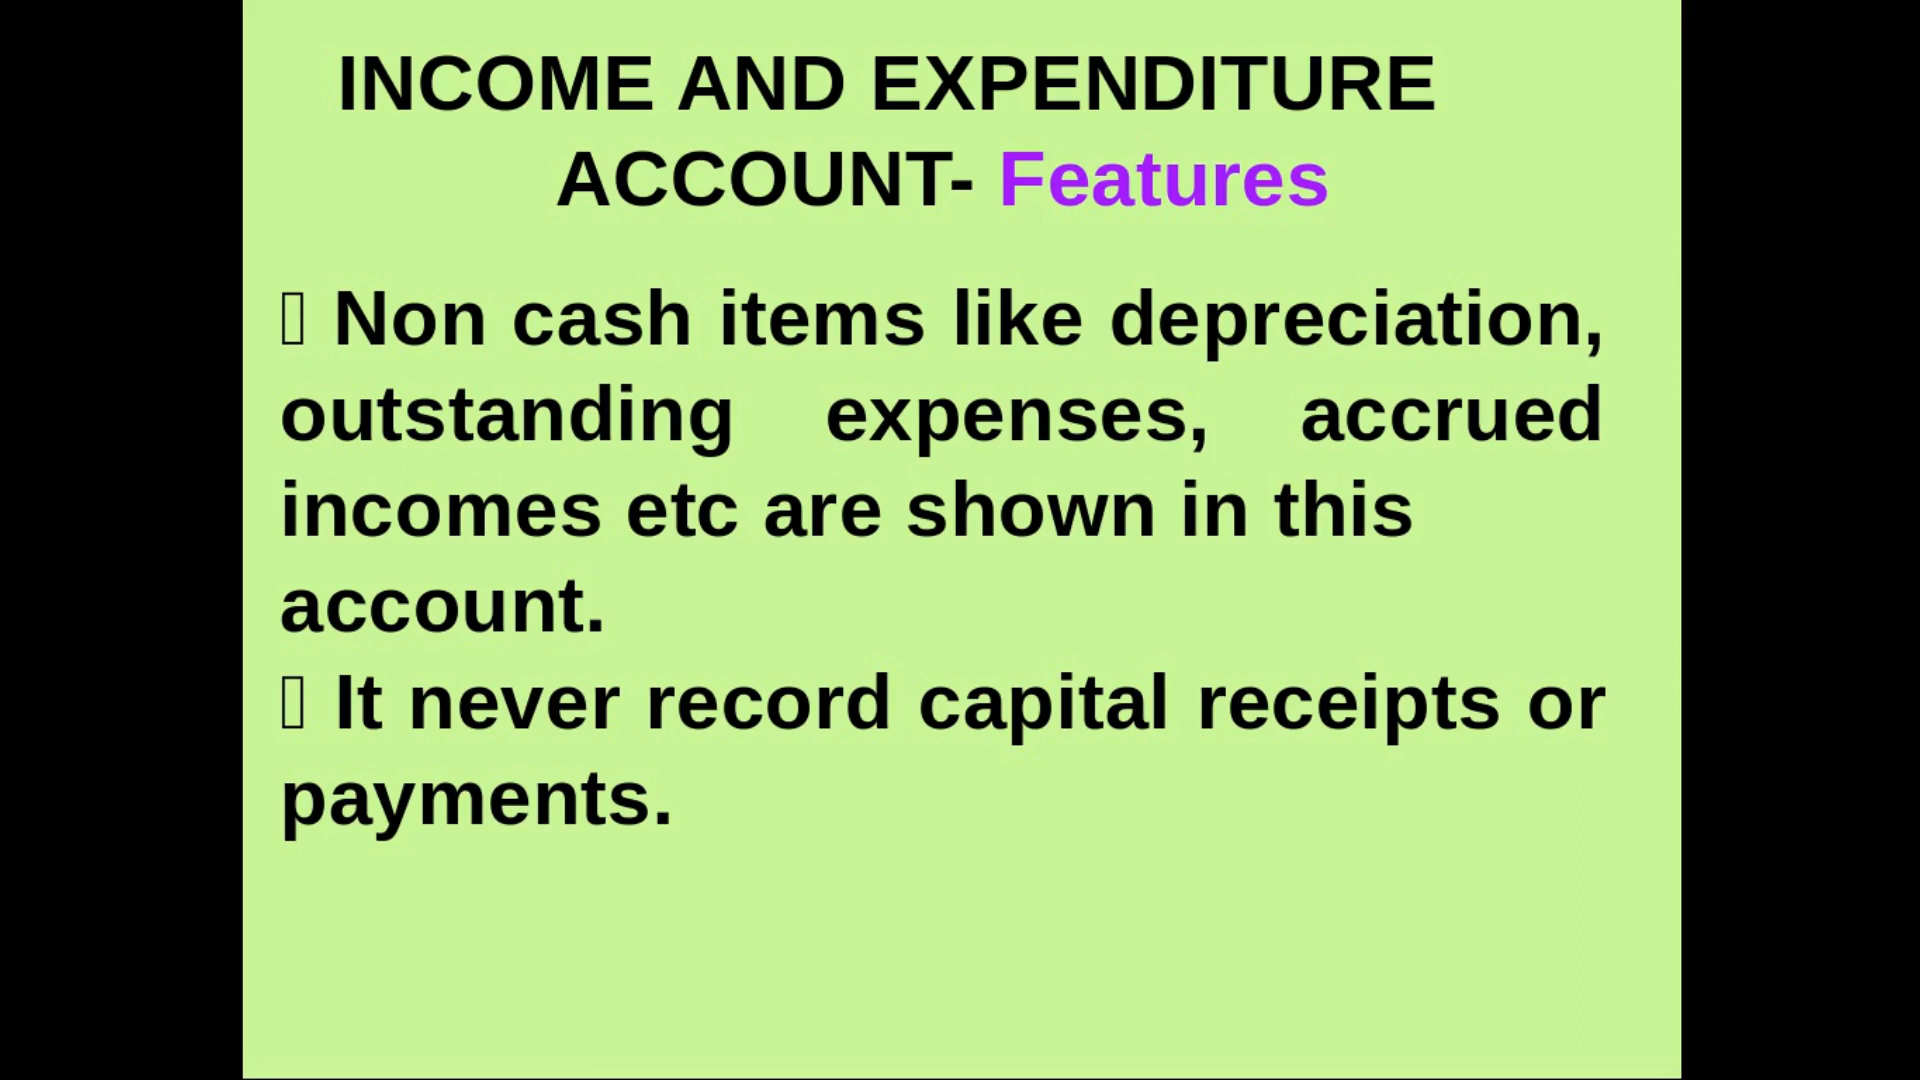 INCOME AND EXPENDITURE
ACCOUNT- Features
 Non cash items like depreciation,
outstanding expenses, accrued
incomes etc are shown in this
account.
 It never record capital receipts or
payments.